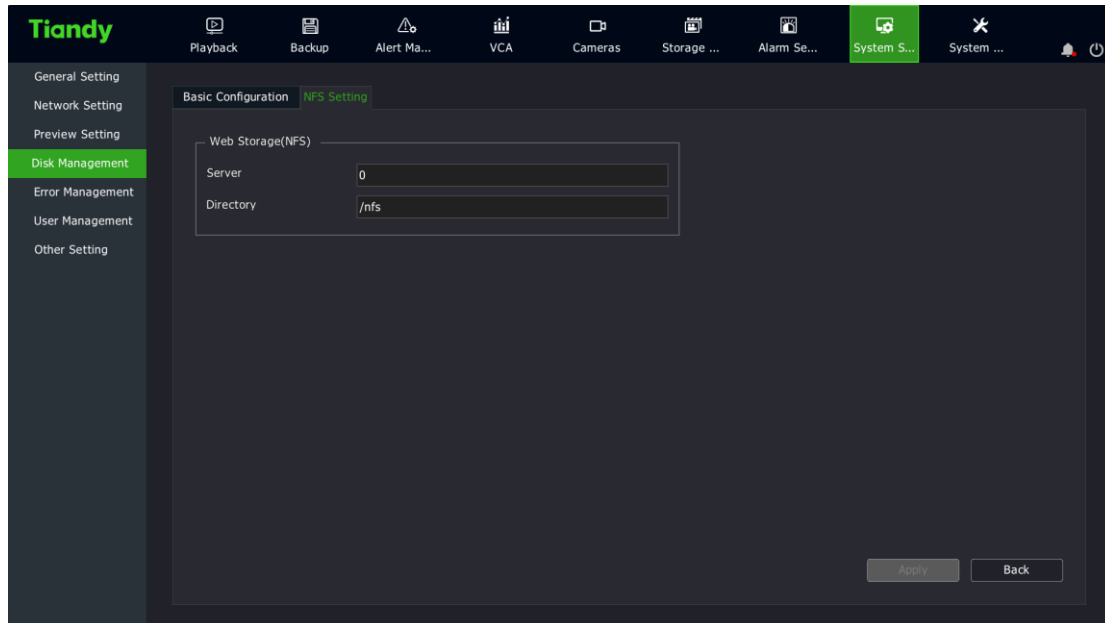 Tiandy
Playback
Backup
Alert Ma...
VCA
Cameras
Storage ...
Alarm Se...
System S...
System ...
General Setting
Network Setting
Preview Setting
Disk Management
Error Management
User Management
Other Setting
Basic Configuration
NFS Setting
Web Storage(NFS)
Server
0
Directory
/nfs
Apply
Back